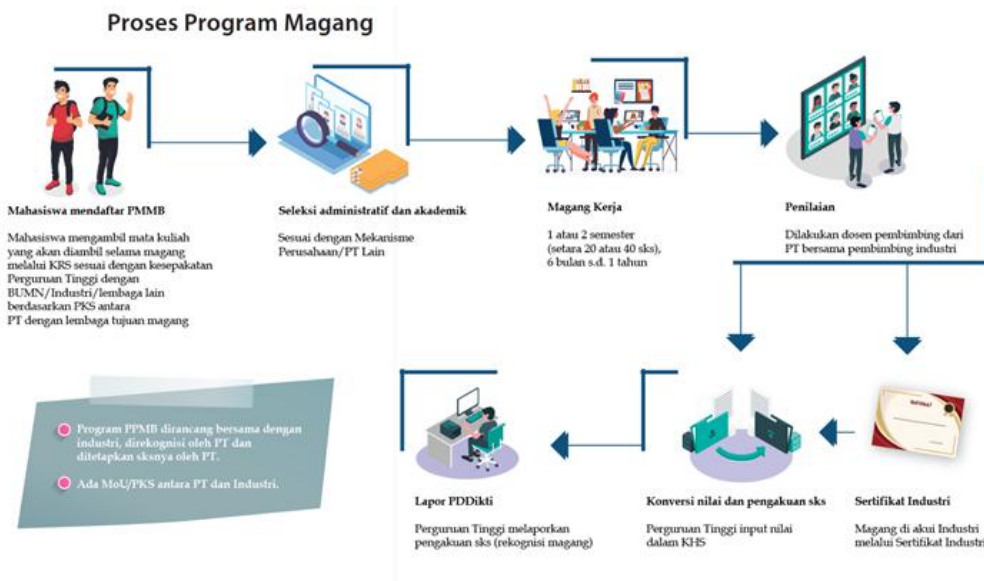 Proses Program Magang
Mahasiswa mendaftar PMMB
Mahasiswa mengambil mata kuliah
yang akan diambil selama magang
melalui KRS sesuai dengan kesepakatan
Perguruan Tinggi dengan
BUMN/Industri/lembaga lain
berdasarkan PKS antara
PT dengan lembaga tujuan magang
Seleksi administratif dan akademik
Sesuai dengan Mekanisme
Perusahaan/PT Lain
Magang Kerja
1 atau 2 semester
(setara 20 atau 40 sks),
6 bulan s.d. 1 tahun
Penilaian
Dilakukan dosen pembimbing dari
PT bersama pembimbing industri
Program PPMB dirancang bersama dengan
industri, direkognisi oleh PT dan
ditetapkan sksnya oleh PT.
Ada MoU/PKS antara PT dan Industri.
Lapor PDDikti
Perguruan Tinggi melaporkan
pengakuan sks (rekognisi magang)
Konversi nilai dan pengakuan sks
Perguruan Tinggi input nilai
dalam KHS
Sertifikat Industri
Magang di akui Industri
melalui Sertifikat Industri